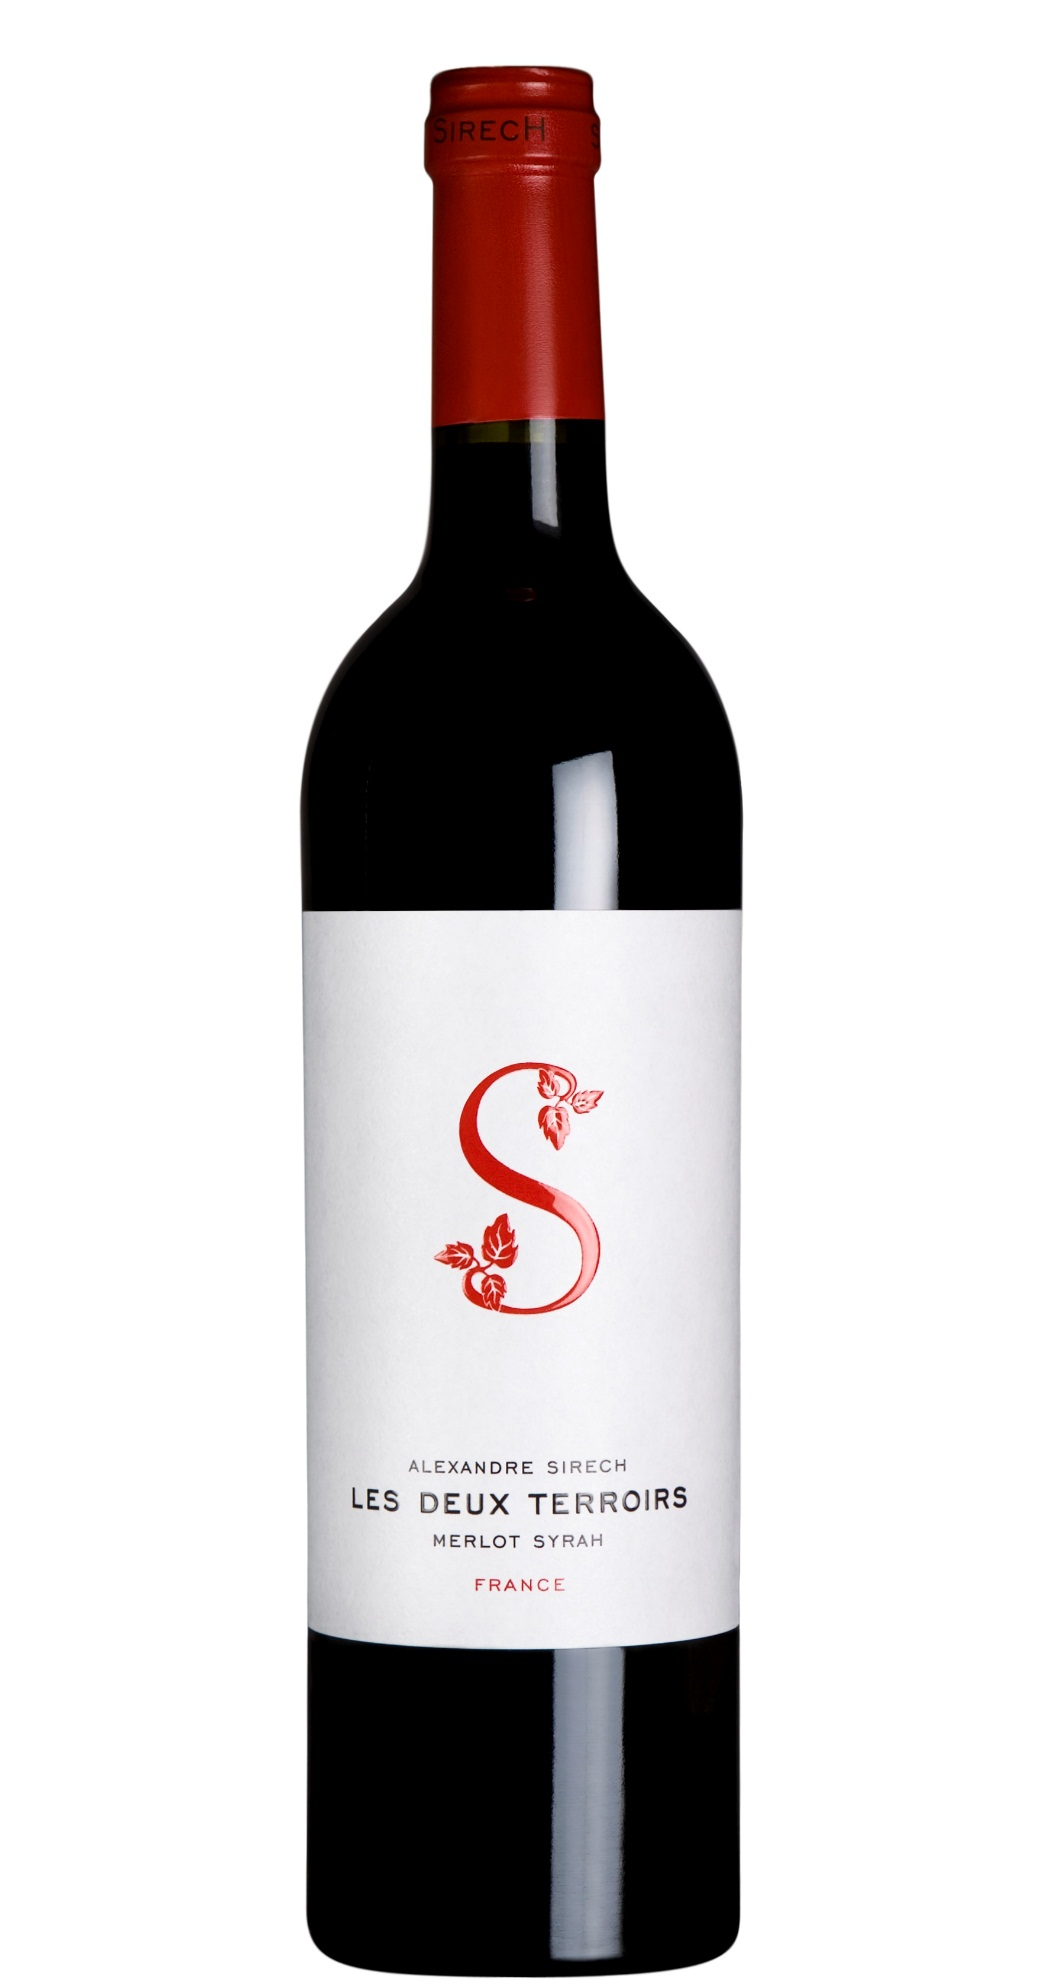 SIRECH S
S
ALEXANDRE SIRECH
LES DEUX TERROIRS
MERLOT SYRAH
FRANCE